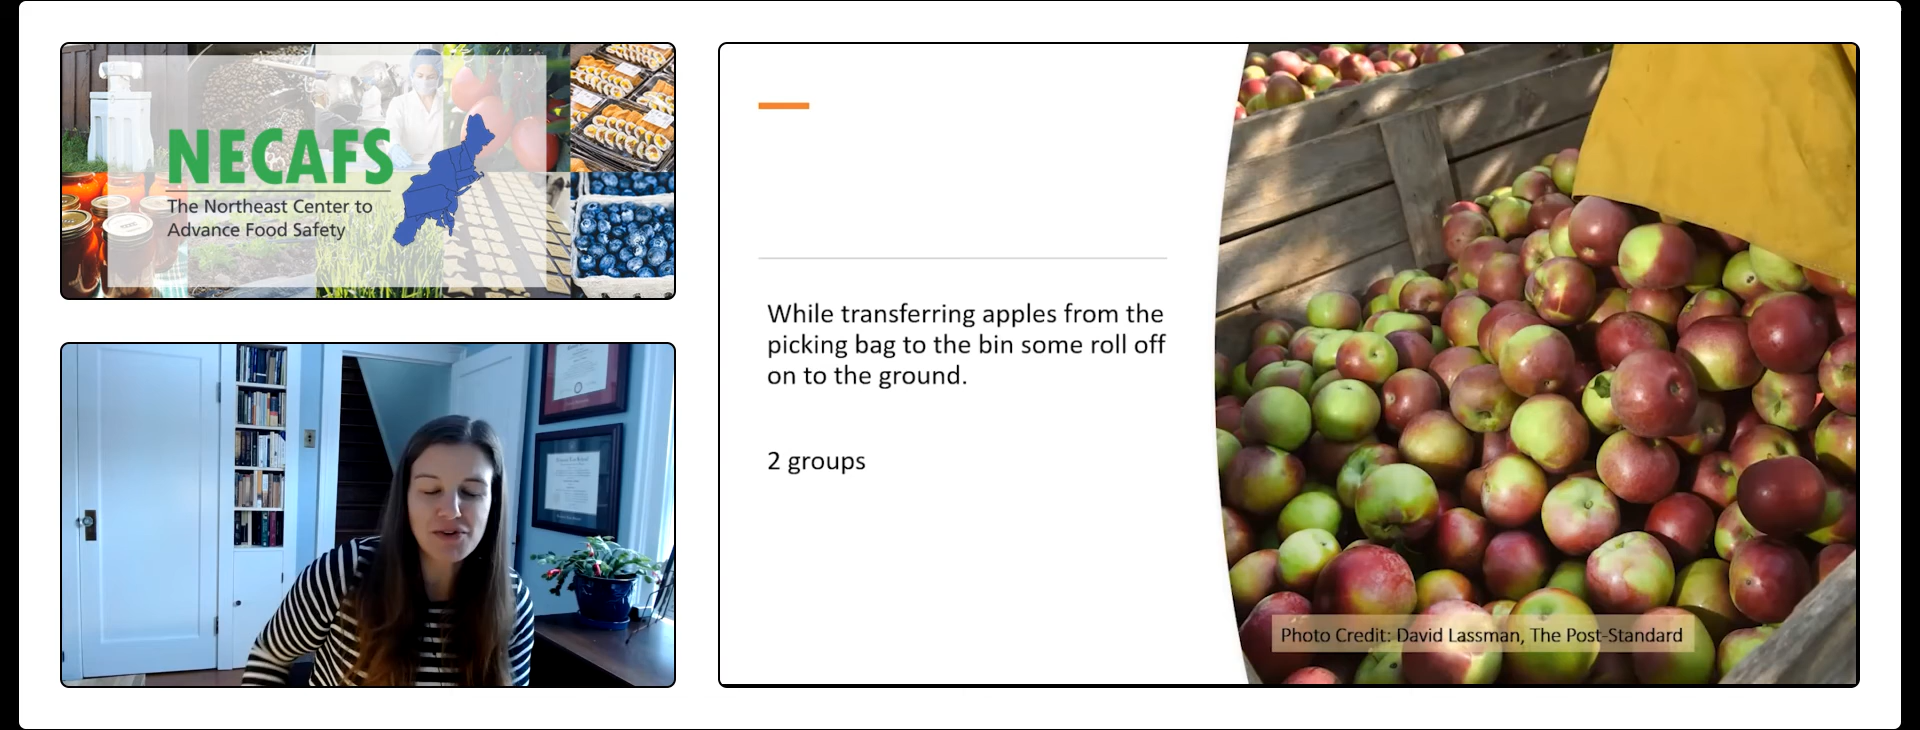 NECAFS
The Northeast Center to
Advance Food Safety
While transferring apples from the
picking bag to the bin some roll off
on to the ground.
2 groups
Photo Credit: David Lassman, The Post-Standard